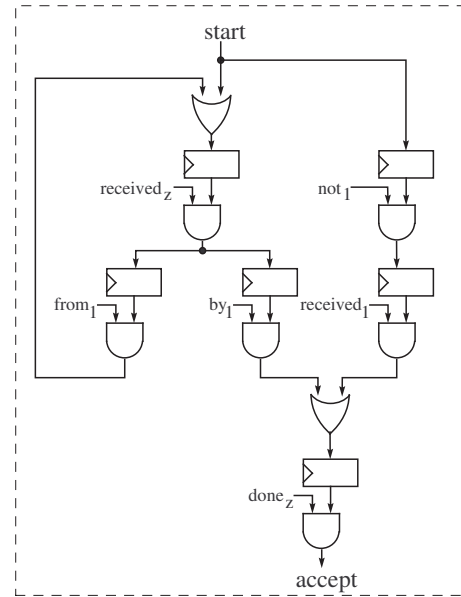 start
received_z
not_1
from_1
by_1
received_1
done_z
accept